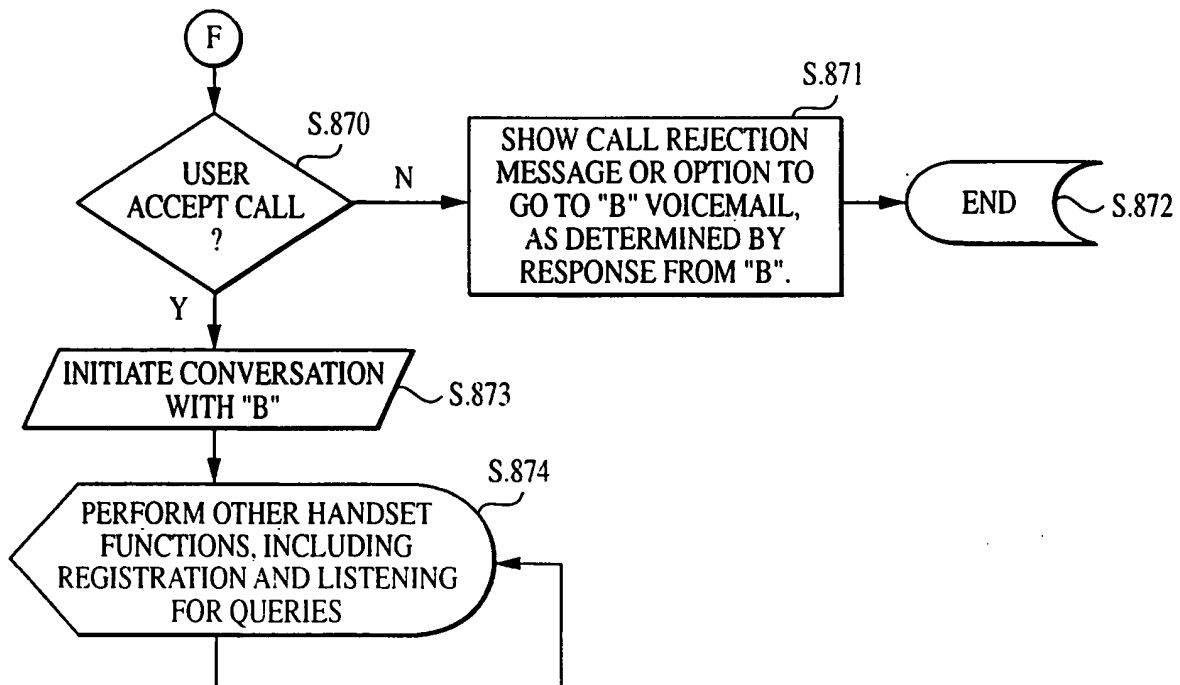 F
S.870
USER
ACCEPT CALL
?
N
S.871
SHOW CALL REJECTION
MESSAGE OR OPTION TO
GO TO "B" VOICEMAIL,
AS DETERMINED BY
RESPONSE FROM "B".
END
S.872
Y
INITIATE CONVERSATION
WITH "B"
S.873
S.874
PERFORM OTHER HANDSET
FUNCTIONS, INCLUDING
REGISTRATION AND LISTENING
FOR QUERIES